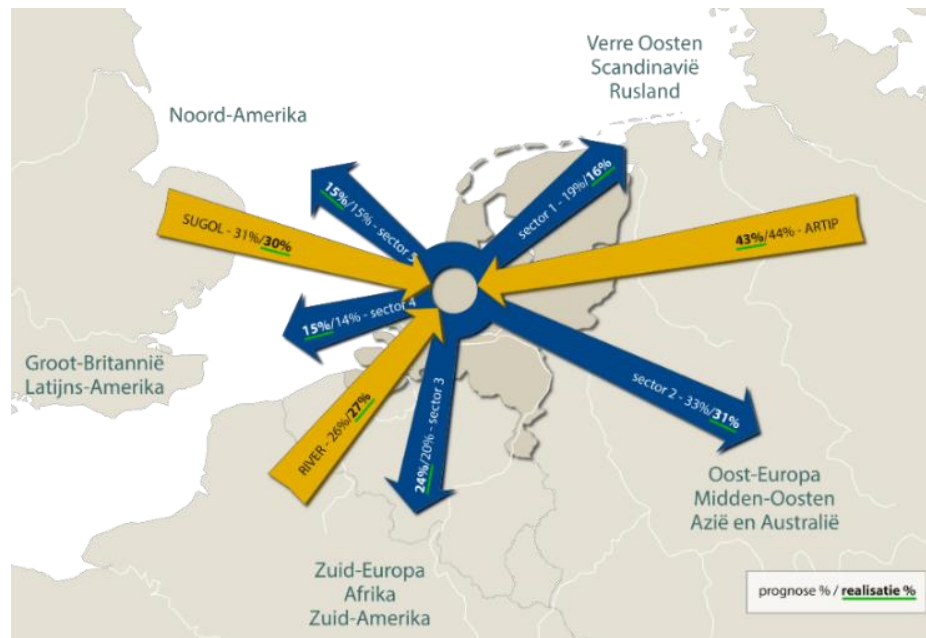 Verre Oosten
Scandinavië
Rusland
Noord-Amerika
15%/15% - sector 5
sector 1 - 19%/16%
SUGOL - 31%/30%
43%/44% - ARTIP
15%/14% - sector 4
Groot-Britannië
Latijns-Amerika
RIVER - 26%/27%
24%/20% - sector 3
sector 2 - 33%/31%
Oost-Europa
Midden-Oosten
Azië en Australië
Zuid-Europa
Afrika
Zuid-Amerika
prognose % / realisatie %